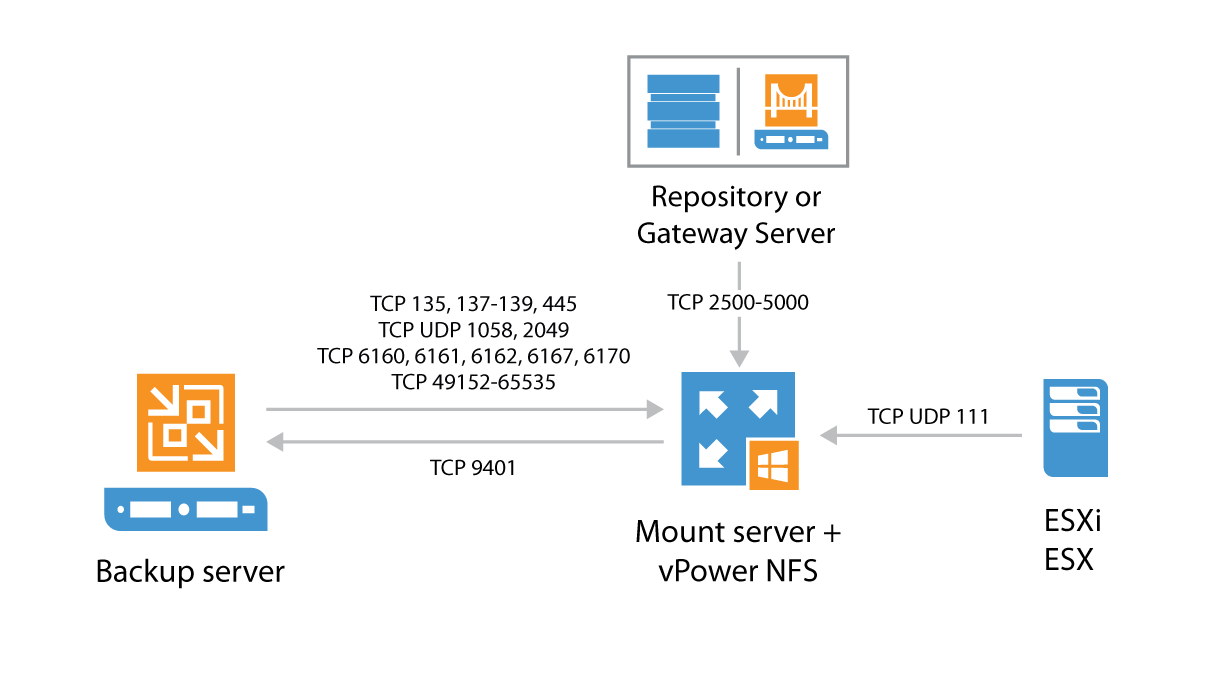 Repository or
Gateway Server
TCP 135, 137-139, 445
TCP UDP 1058, 2049
TCP 6160, 6161, 6162, 6167, 6170
TCP 49152-65535
TCP 2500-5000
TCP UDP 111
TCP 9401
Backup server
Mount server +
vPower NFS
ESXi
ESX